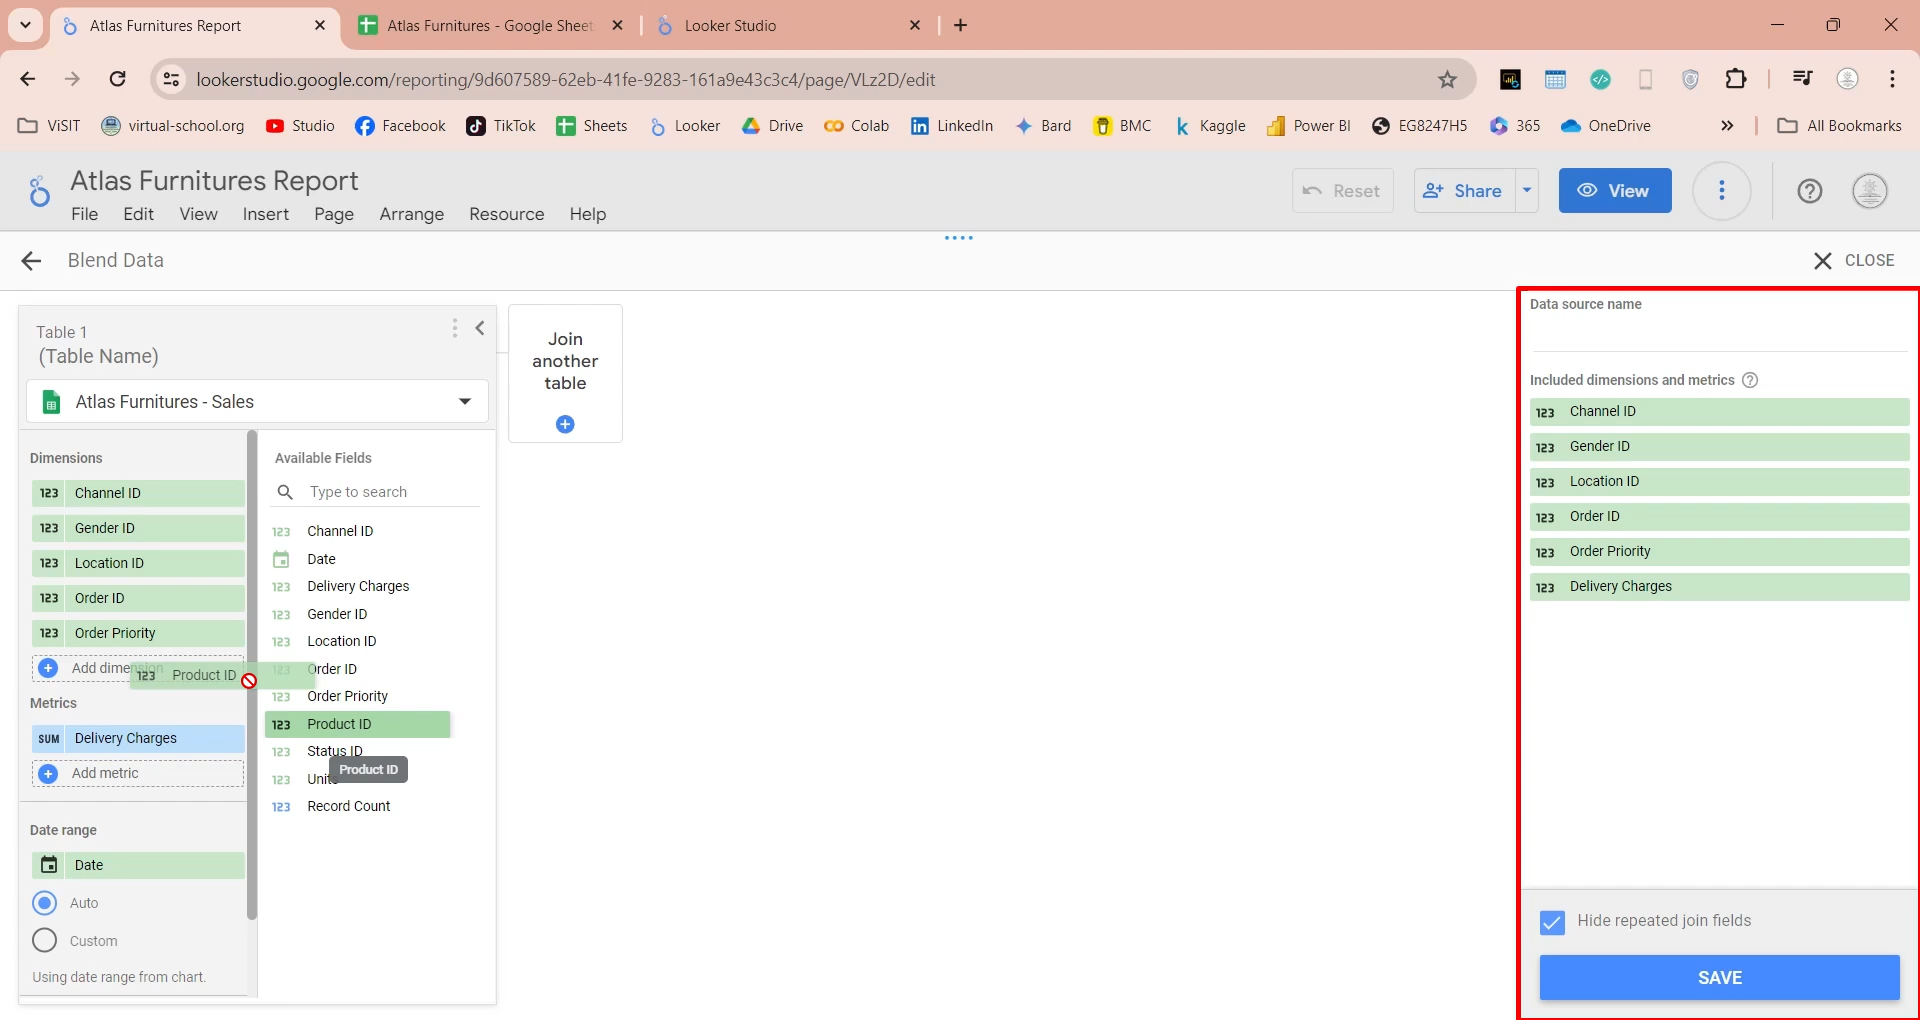 Atlas Furnitures Report
Atlas Furnitures - Google Sheet
Looker Studio
lookerstudio.google.com/reporting/9d607589-62eb-41fe-9283-161a9e43c3c4/page/VLz2D/edit
ViSIT
virtual-school.org
Studio
Facebook
TikTok
Sheets
Looker
Drive
Colab
LinkedIn
Bard
BMC
Kaggle
Power BI
EG8247H5
365
OneDrive
All Bookmarks
Atlas Furnitures Report
File Edit View Insert Page Arrange Resource Help
Reset
Share
View
Blend Data
CLOSE
Table 1
(Table Name)
Atlas Furnitures - Sales
Join
another
table
Dimensions
123 Channel ID
123 Gender ID
123 Location ID
123 Order ID
123 Order Priority
Add dimension
123 Product ID
Metrics
SUM Delivery Charges
Add metric
Date range
Date
Auto
Custom
Using date range from chart.
Available Fields
Type to search
123 Channel ID
Date
123 Delivery Charges
123 Gender ID
123 Location ID
123 Order ID
123 Order Priority
123 Product ID
123 Status ID
Product ID
123 Units
123 Record Count
Data source name
Included dimensions and metrics
123 Channel ID
123 Gender ID
123 Location ID
123 Order ID
123 Order Priority
123 Delivery Charges
Hide repeated join fields
SAVE